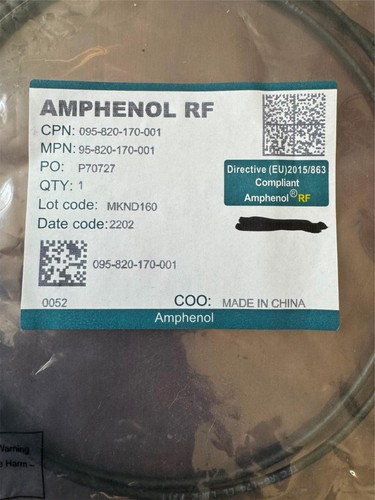 AMPHENOL RF
CPN: 095-820-170-001
MPN: 95-820-170-001
PO: P70727
QTY: 1
Lot code: MKND160
Date code: 2202
Directive (EU)2015/863
Compliant
Amphenol® RF
095-820-170-001
0052
COO: MADE IN CHINA
Amphenol
Warning
Harm –